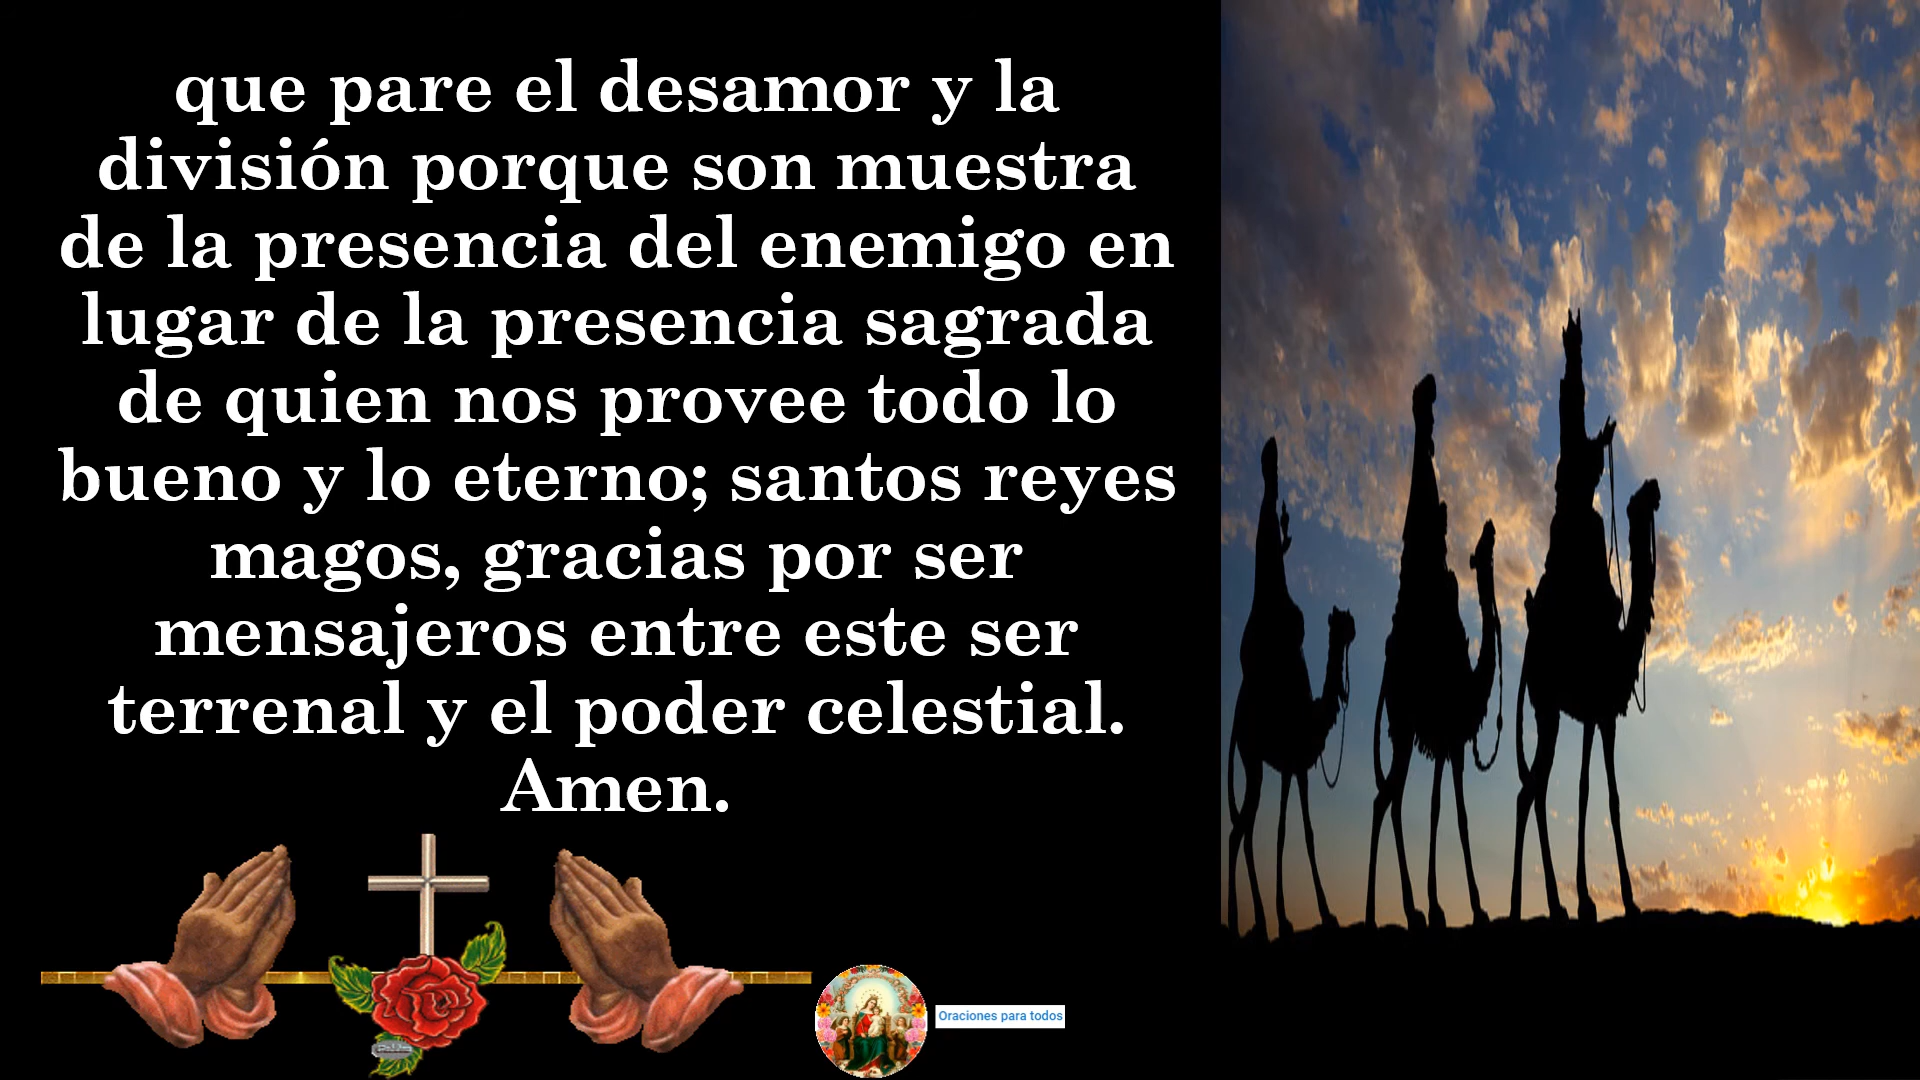 que pare el desamor y la
división porque son muestra
de la presencia del enemigo en
lugar de la presencia sagrada
de quien nos provee todo lo
bueno y lo eterno; santos reyes
magos, gracias por ser
mensajeros entre este ser
terrenal y el poder celestial.
Amen.
Oraciones para todos